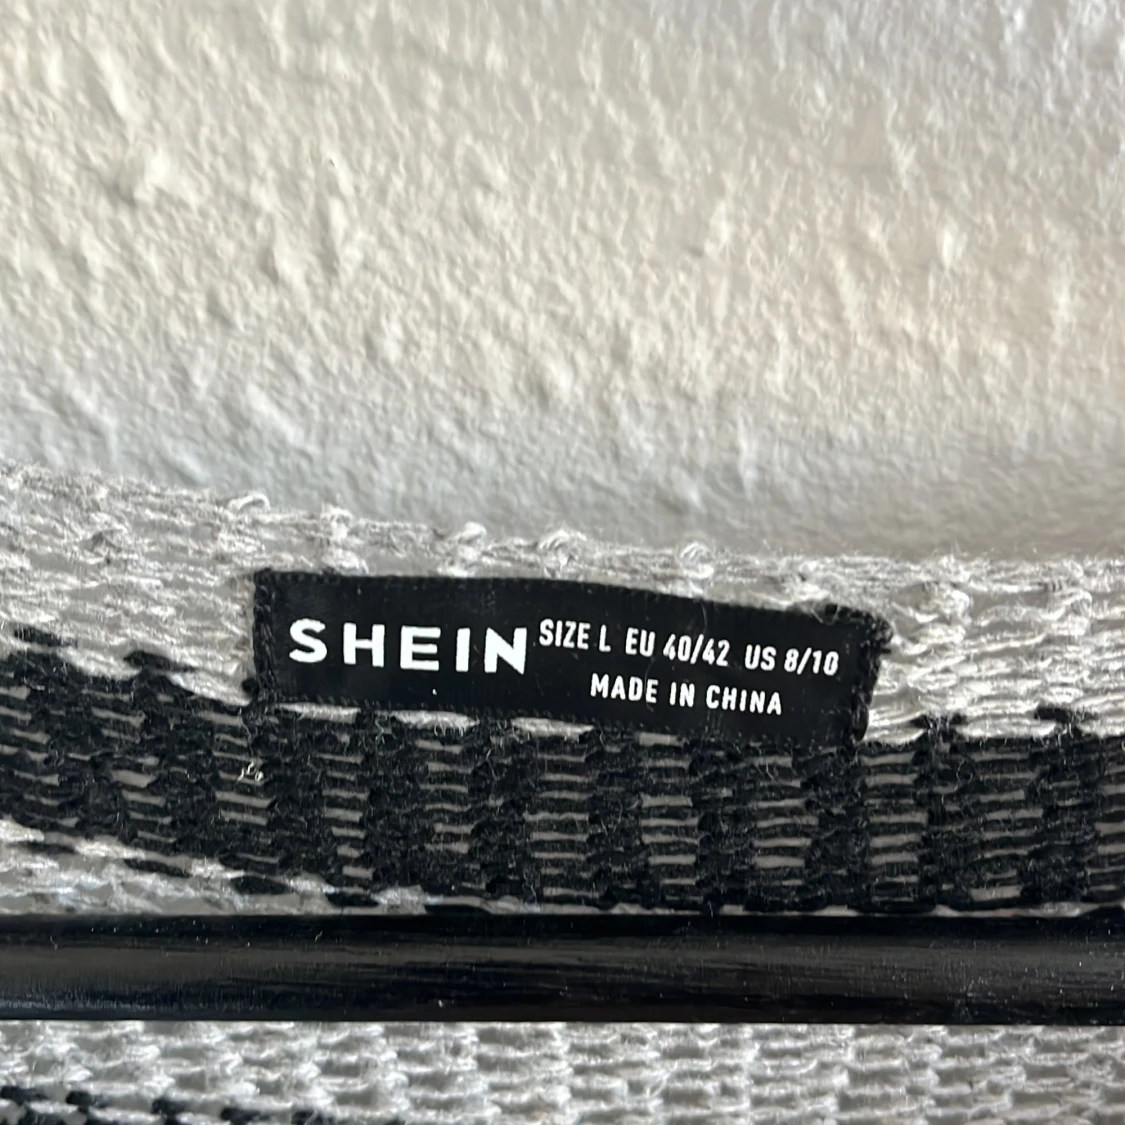 SHEIN SIZE L EU 40/42 US 8/10
MADE IN CHINA